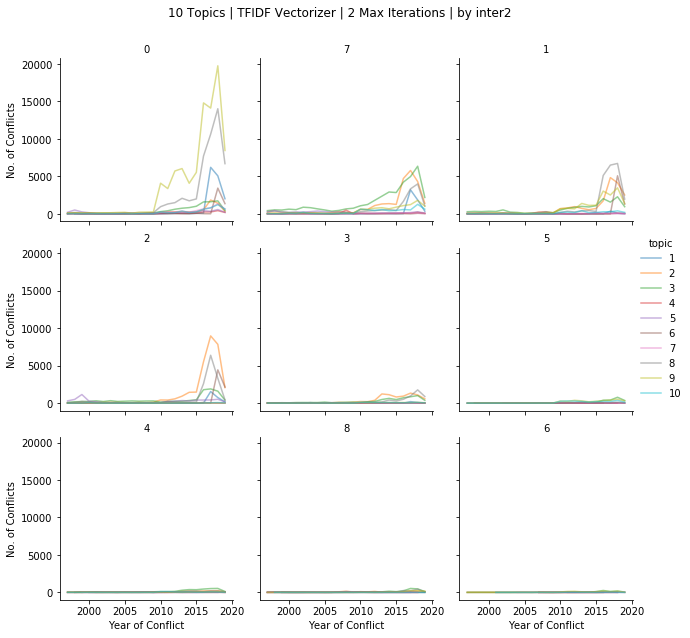 10 Topics | TFIDF Vectorizer | 2 Max Iterations | by inter2
0 7 1
20000
15000
10000
5000
0
No. of Conflicts
2 3 5
20000
15000
10000
5000
0
No. of Conflicts
topic
1
2
3
4
5
6
7
8
9
10
4 8 6
20000
15000
10000
5000
0
No. of Conflicts
2000 2005 2010 2015 2020 2000 2005 2010 2015 2020 2000 2005 2010 2015 2020
Year of Conflict Year of Conflict Year of Conflict